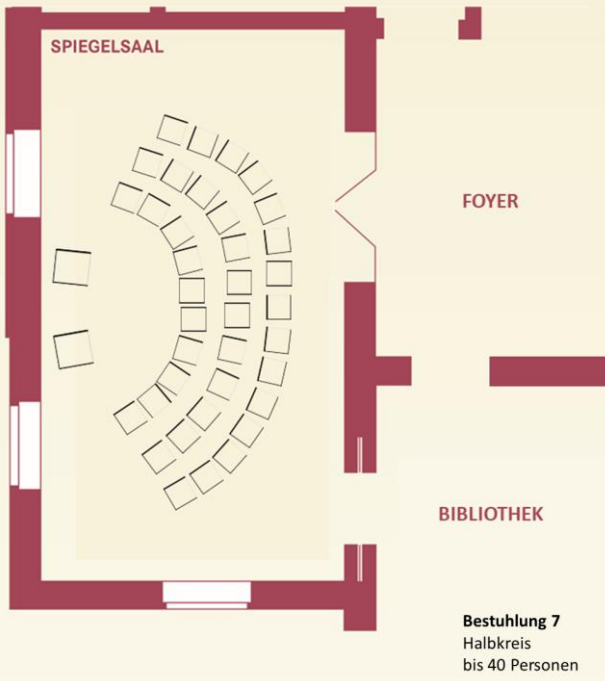 SPIEGELSAAL
FOYER
BIBLIOTHEK
Bestuhlung 7
Halbkreis
bis 40 Personen